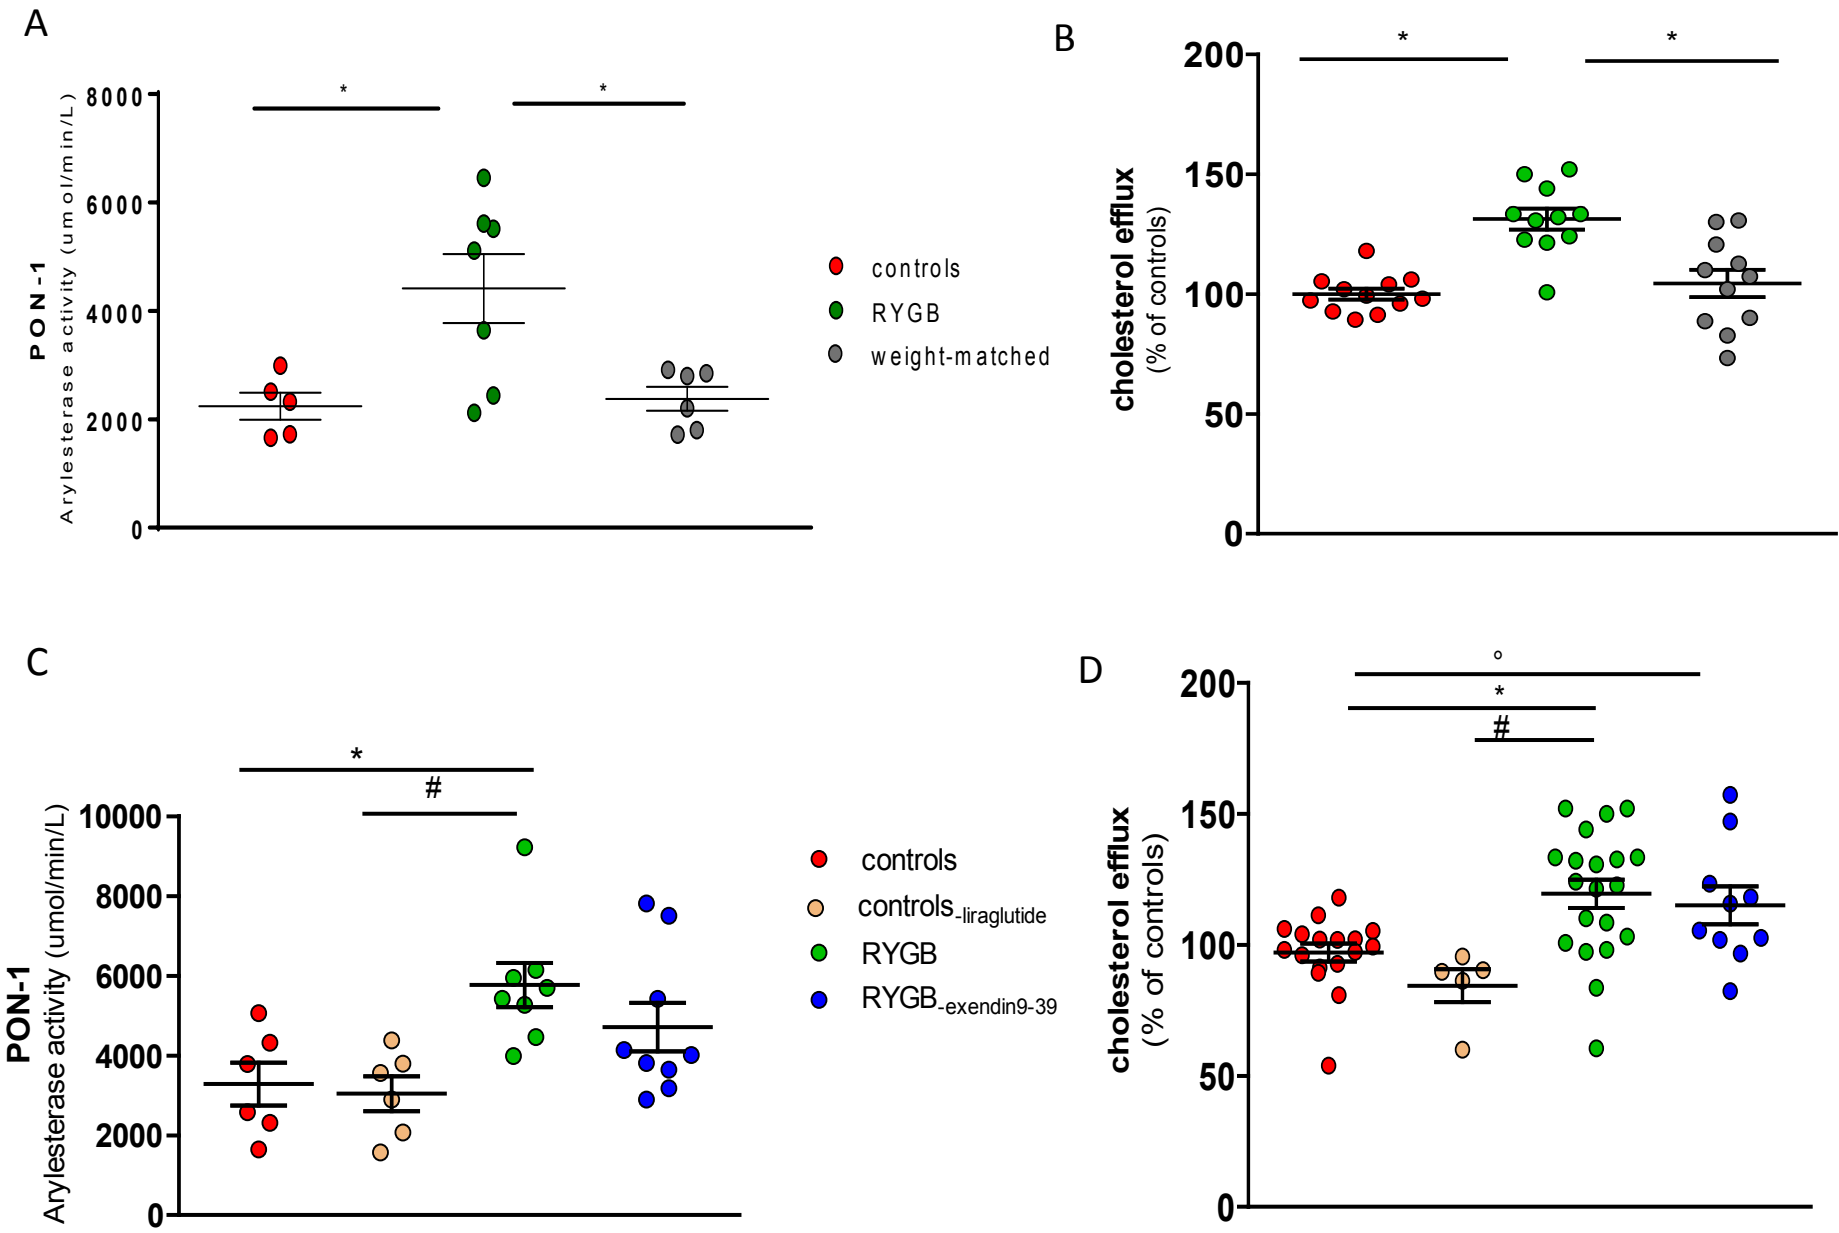 A
PON-1
Arylesterase activity (umol/min/L)
8000
6000
4000
2000
0
*
*
controls
RYGB
weight-matched
B
cholesterol efflux
(% of controls)
200
150
100
50
0
*
*
C
PON-1
Arylesterase activity (umol/min/L)
10000
8000
6000
4000
2000
0
*
#
controls
controls-liraglutide
RYGB
RYGB-exendin9-39
D
cholesterol efflux
(% of controls)
200
150
100
50
0
°
*
#